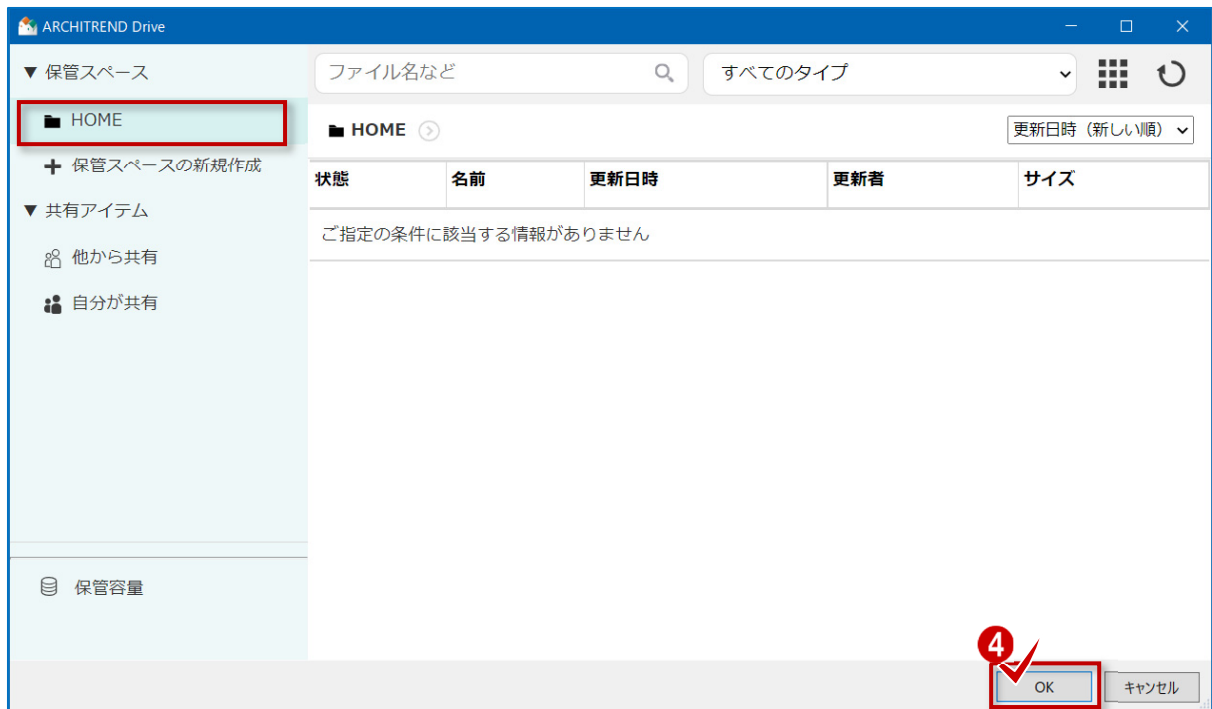 ARCHITREND Drive
▼ 保管スペース
HOME
保管スペースの新規作成
▼ 共有アイテム
他から共有
自分が共有
保管容量
ファイル名など
すべてのタイプ
HOME
更新日時（新しい順）
状態 名前 更新日時 更新者 サイズ
ご指定の条件に該当する情報がありません
4
OK キャンセル